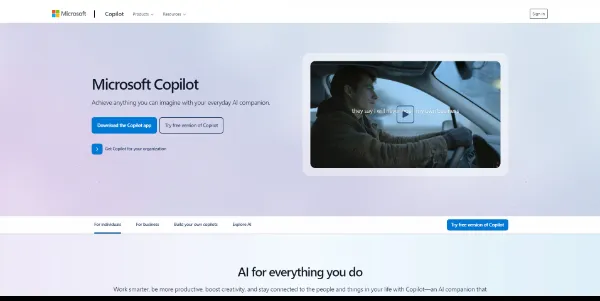 Microsoft
Copilot
Products
Resources
Sign in
Microsoft Copilot
Achieve anything you can imagine with your everyday AI companion.
Download the Copilot app
Try free version of Copilot
Get Copilot for your organization
they say I will
For individuals
For business
Build your own copilots
Explore AI
Try free version of Copilot
AI for everything you do
Work smarter, be more productive, boost creativity, and stay connected to the people and things in your life with Copilot—an AI companion that